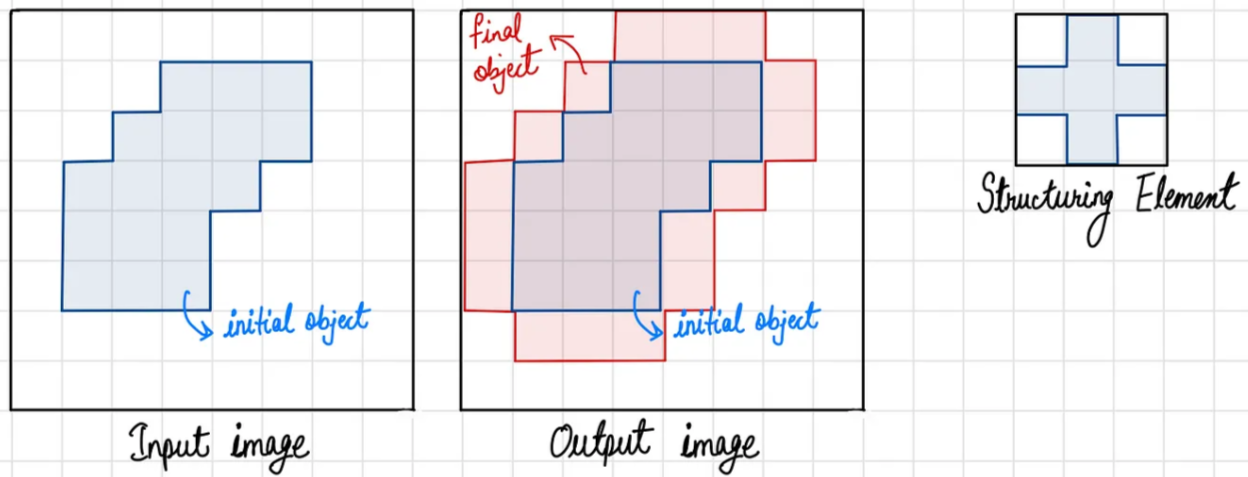 final
object
initial object
initial object
Structuring Element
Input image
Output image